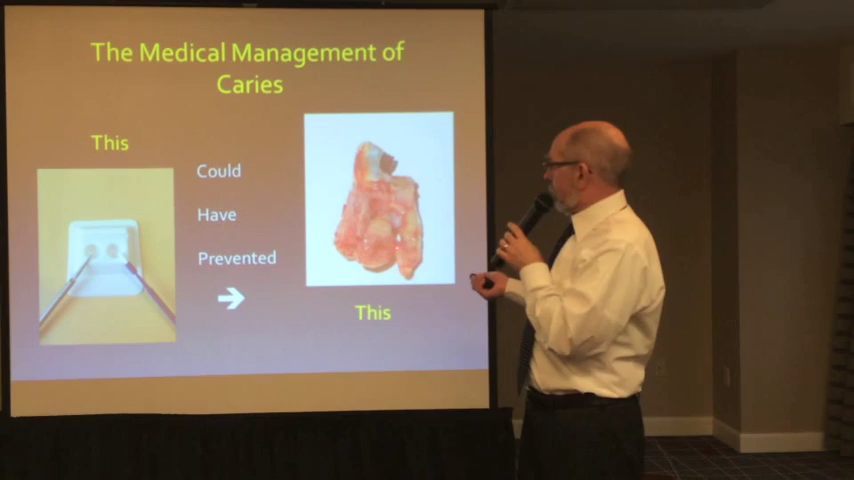 The Medical Management of
Caries
This
Could
Have
Prevented
This